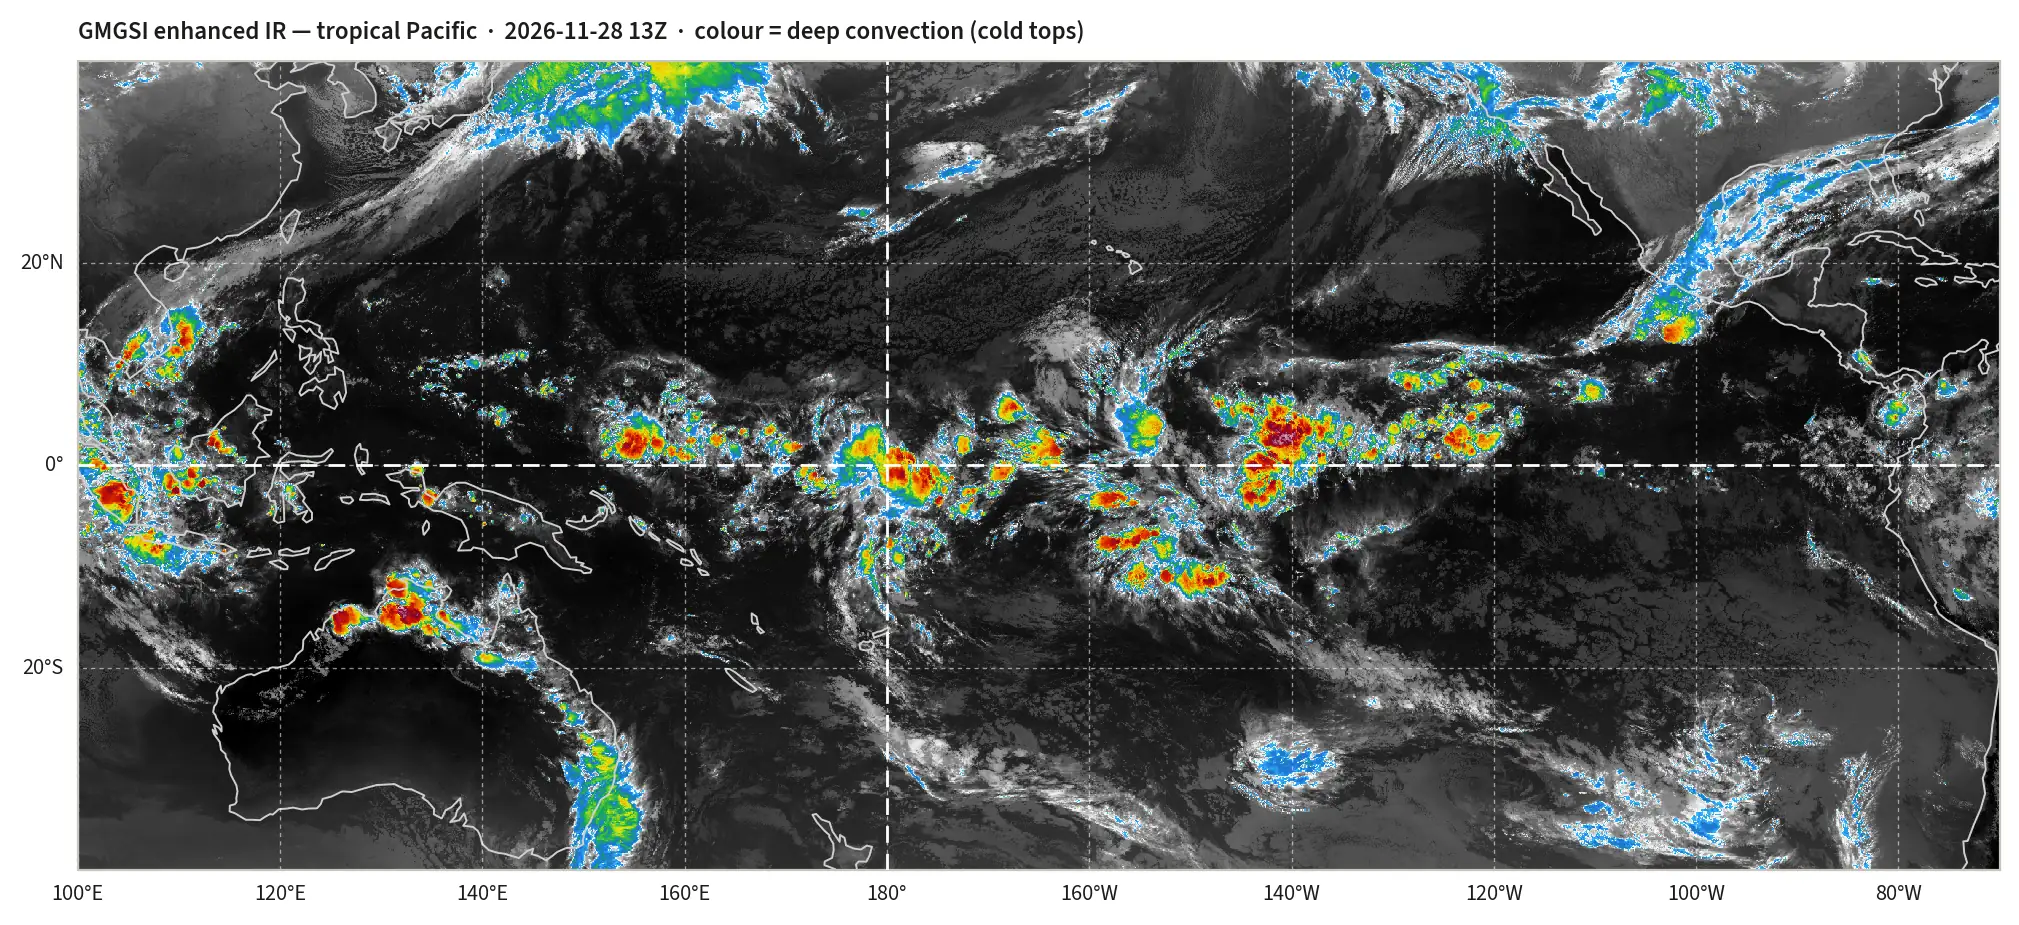 GMGSI enhanced IR — tropical Pacific · 2026-11-28 13Z · colour = deep convection (cold tops)
20°N
0°
20°S
100°E 120°E 140°E 160°E 180° 160°W 140°W 120°W 100°W 80°W